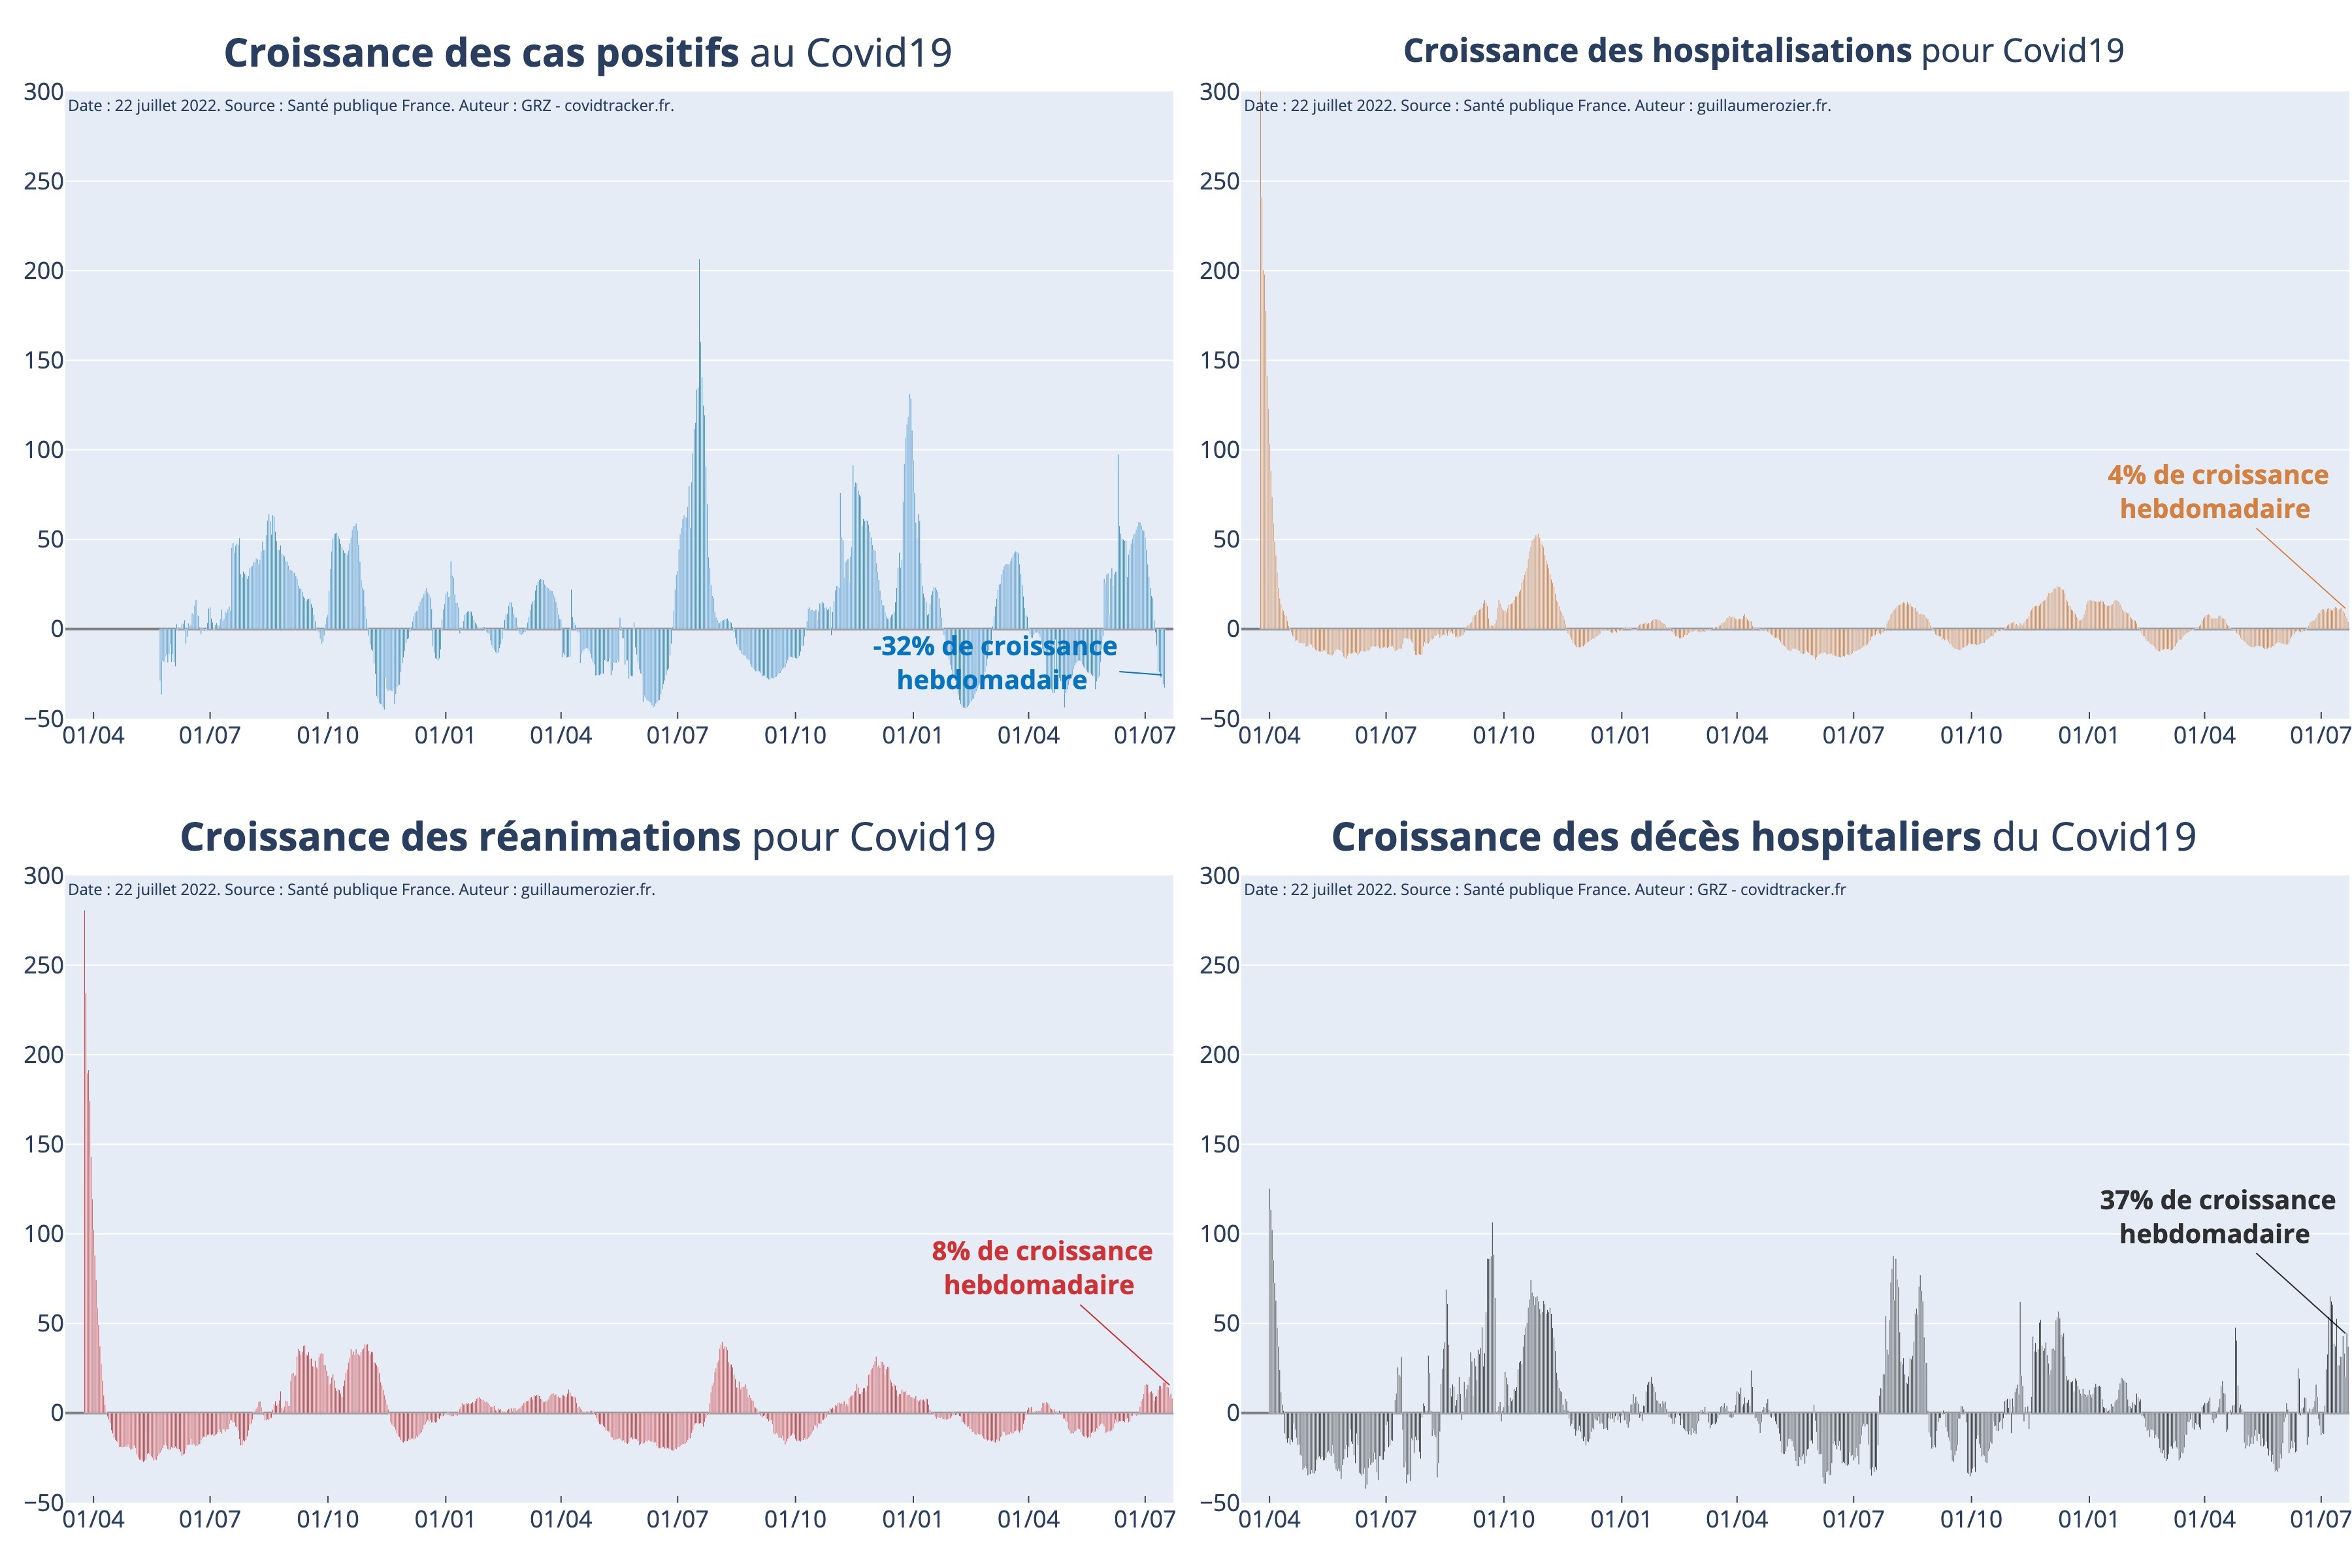 Croissance des cas positifs au Covid19
Date : 22 juillet 2022. Source : Santé publique France. Auteur : GRZ - covidtracker.fr.
300
250
200
150
100
50
0
−50
-32% de croissance
hebdomadaire
01/04 01/07 01/10 01/01 01/04 01/07 01/10 01/01 01/04 01/07
Croissance des hospitalisations pour Covid19
Date : 22 juillet 2022. Source : Santé publique France. Auteur : guillaumerozier.fr.
300
250
200
150
100
50
0
−50
4% de croissance
hebdomadaire
01/04 01/07 01/10 01/01 01/04 01/07 01/10 01/01 01/04 01/07
Croissance des réanimations pour Covid19
Date : 22 juillet 2022. Source : Santé publique France. Auteur : guillaumerozier.fr.
300
250
200
150
100
50
0
−50
8% de croissance
hebdomadaire
01/04 01/07 01/10 01/01 01/04 01/07 01/10 01/01 01/04 01/07
Croissance des décès hospitaliers du Covid19
Date : 22 juillet 2022. Source : Santé publique France. Auteur : GRZ - covidtracker.fr
300
250
200
150
100
50
0
−50
37% de croissance
hebdomadaire
01/04 01/07 01/10 01/01 01/04 01/07 01/10 01/01 01/04 01/07